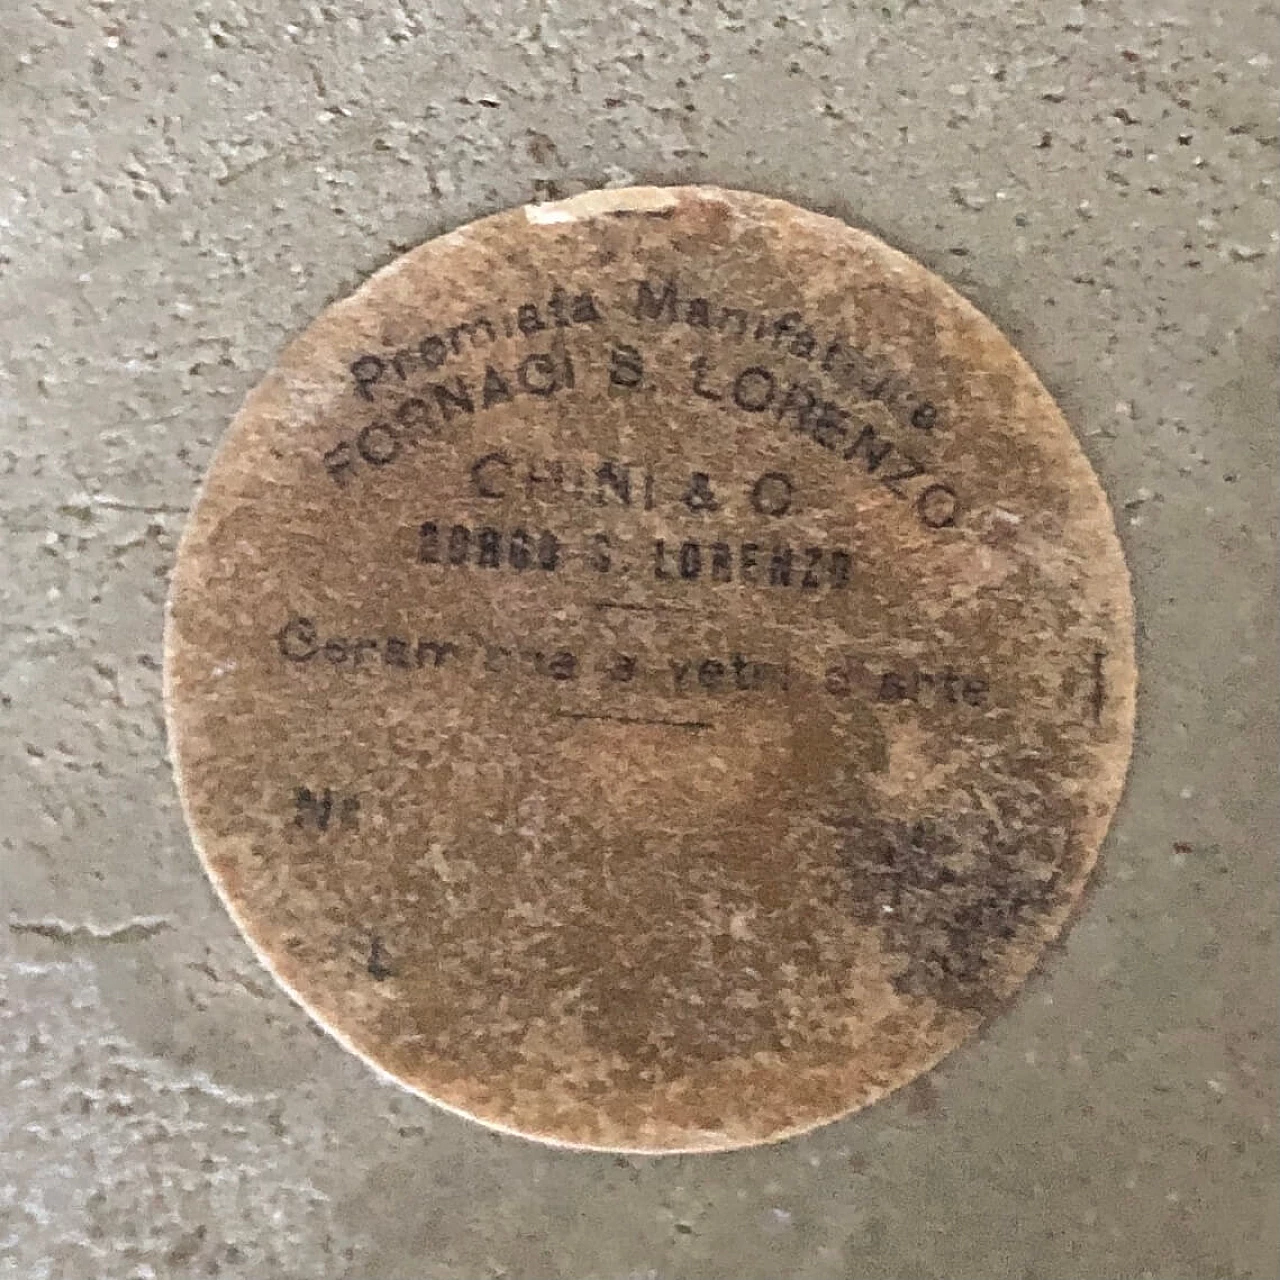 Premiata Manifattura
FORNACI S. LORENZO
CHINI & C
BORGO S. LORENZO
Ceramiche e vetri d'arte
Nr
L